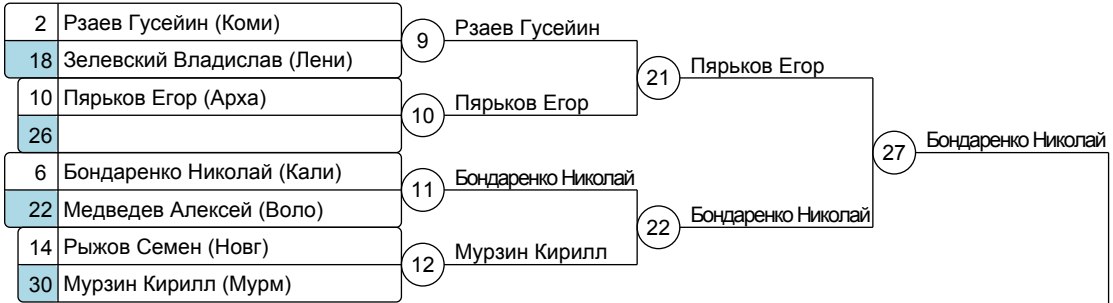 2 Рзаев Гусейин (Коми)
18 Зелевский Владислав (Лени)
9 Рзаев Гусейин
10 Пярьков Егор (Арха)
26
10 Пярьков Егор
21 Пярьков Егор
6 Бондаренко Николай (Кали)
22 Медведев Алексей (Воло)
11 Бондаренко Николай
14 Рыжов Семен (Новг)
30 Мурзин Кирилл (Мурм)
12 Мурзин Кирилл
22 Бондаренко Николай
27 Бондаренко Николай